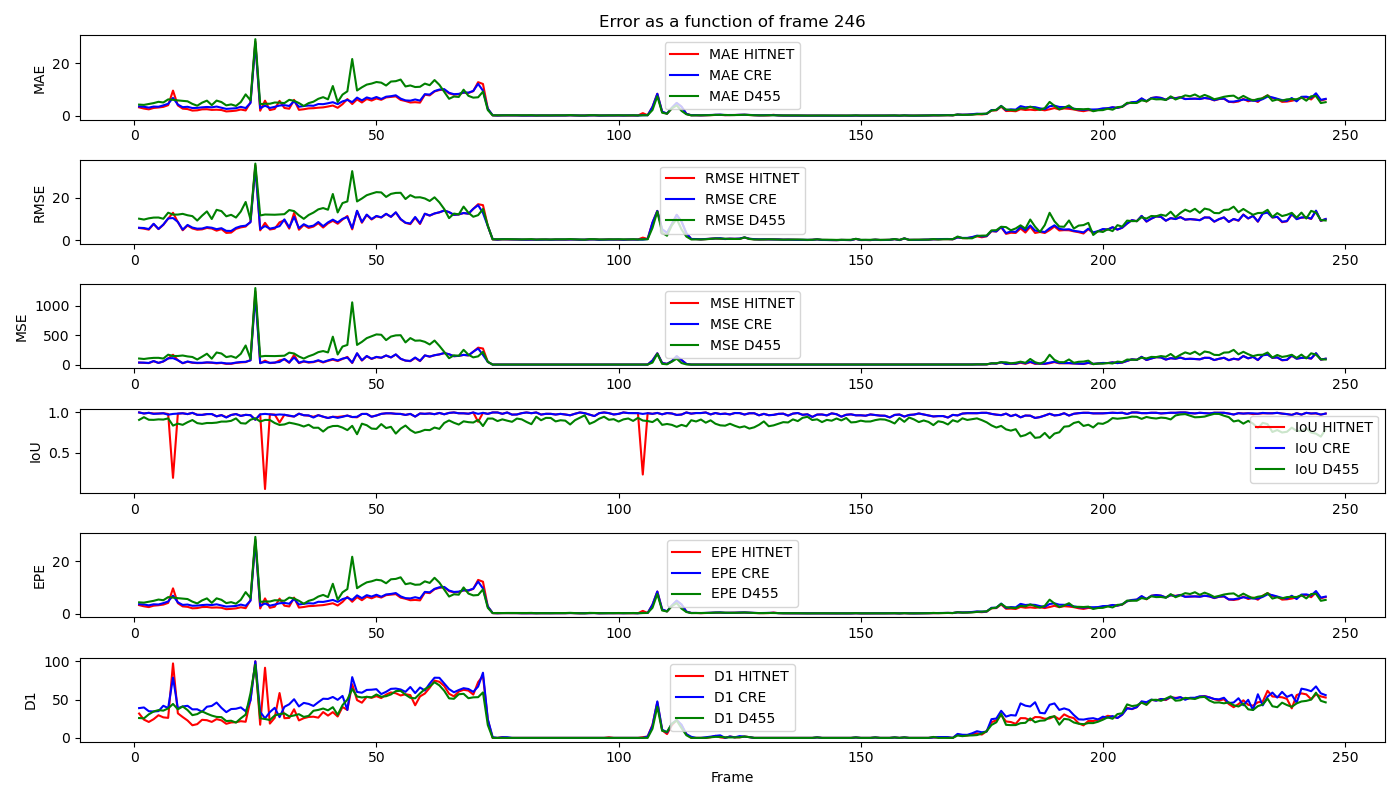 Error as a function of frame 246
MAE
20
0
MAE HITNET
MAE CRE
MAE D455
0 50 100 150 200 250
RMSE
20
0
RMSE HITNET
RMSE CRE
RMSE D455
0 50 100 150 200 250
MSE
1000
500
0
MSE HITNET
MSE CRE
MSE D455
0 50 100 150 200 250
IoU
1.0
0.5
IoU HITNET
IoU CRE
IoU D455
0 50 100 150 200 250
EPE
20
0
EPE HITNET
EPE CRE
EPE D455
0 50 100 150 200 250
D1
100
50
0
D1 HITNET
D1 CRE
D1 D455
0 50 100 150 200 250
Frame